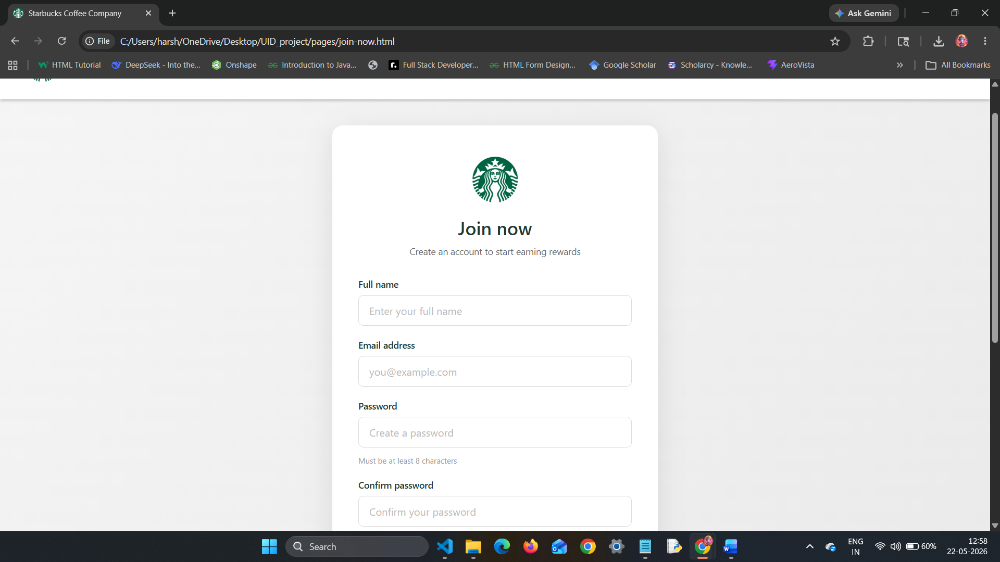 Starbucks Coffee Company
Ask Gemini
File
C:/Users/harsh/OneDrive/Desktop/UID_project/pages/join-now.html
HTML Tutorial
DeepSeek - Into the...
Onshape
Introduction to Java...
Full Stack Developer...
HTML Form Design...
Google Scholar
Scholarcy - Knowle...
AeroVista
All Bookmarks
Join now
Create an account to start earning rewards
Full name
Enter your full name
Email address
you@example.com
Password
Create a password
Must be at least 8 characters
Confirm password
Confirm your password
Search
ENG
IN
60%
12:58
22-05-2026